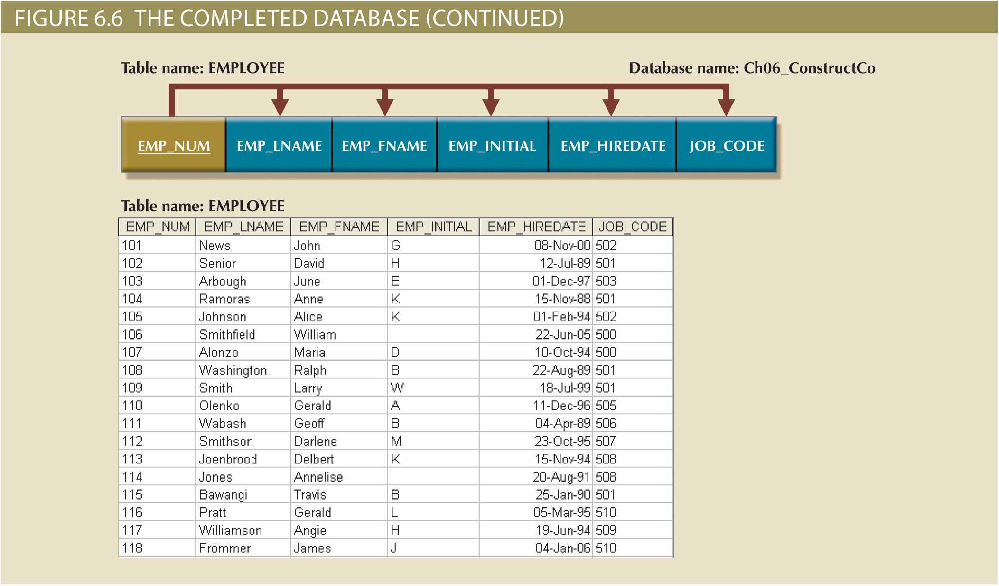 FIGURE 6.6 THE COMPLETED DATABASE (CONTINUED)
Table name: EMPLOYEE Database name: Ch06_ConstructCo
EMP_NUM EMP_LNAME EMP_FNAME EMP_INITIAL EMP_HIREDATE JOB_CODE
Table name: EMPLOYEE
EMP_NUM EMP_LNAME EMP_FNAME EMP_INITIAL EMP_HIREDATE JOB_CODE
101 News John G 08-Nov-00 502
102 Senior David H 12-Jul-89 501
103 Arbough June E 01-Dec-97 503
104 Ramoras Anne K 15-Nov-88 501
105 Johnson Alice K 01-Feb-94 502
106 Smithfield William 22-Jun-05 500
107 Alonzo Maria D 10-Oct-94 500
108 Washington Ralph B 22-Aug-89 501
109 Smith Larry W 18-Jul-99 501
110 Olenko Gerald A 11-Dec-96 505
111 Wabash Geoff B 04-Apr-89 506
112 Smithson Darlene M 23-Oct-95 507
113 Joenbrood Delbert K 15-Nov-94 508
114 Jones Annelise 20-Aug-91 508
115 Bawangi Travis B 25-Jan-90 501
116 Pratt Gerald L 05-Mar-95 510
117 Williamson Angie H 19-Jun-94 509
118 Frommer James J 04-Jan-06 510